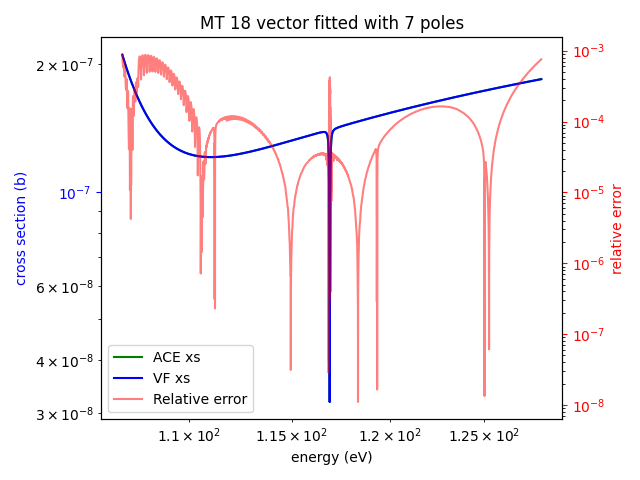 MT 18 vector fitted with 7 poles
cross section (b)
2 × 10⁻⁷
10⁻⁷
6 × 10⁻⁸
4 × 10⁻⁸
3 × 10⁻⁸
10⁻³
10⁻⁴
10⁻⁵
10⁻⁶
10⁻⁷
10⁻⁸
relative error
ACE xs
VF xs
Relative error
1.1 × 10² 1.15 × 10² 1.2 × 10² 1.25 × 10²
energy (eV)